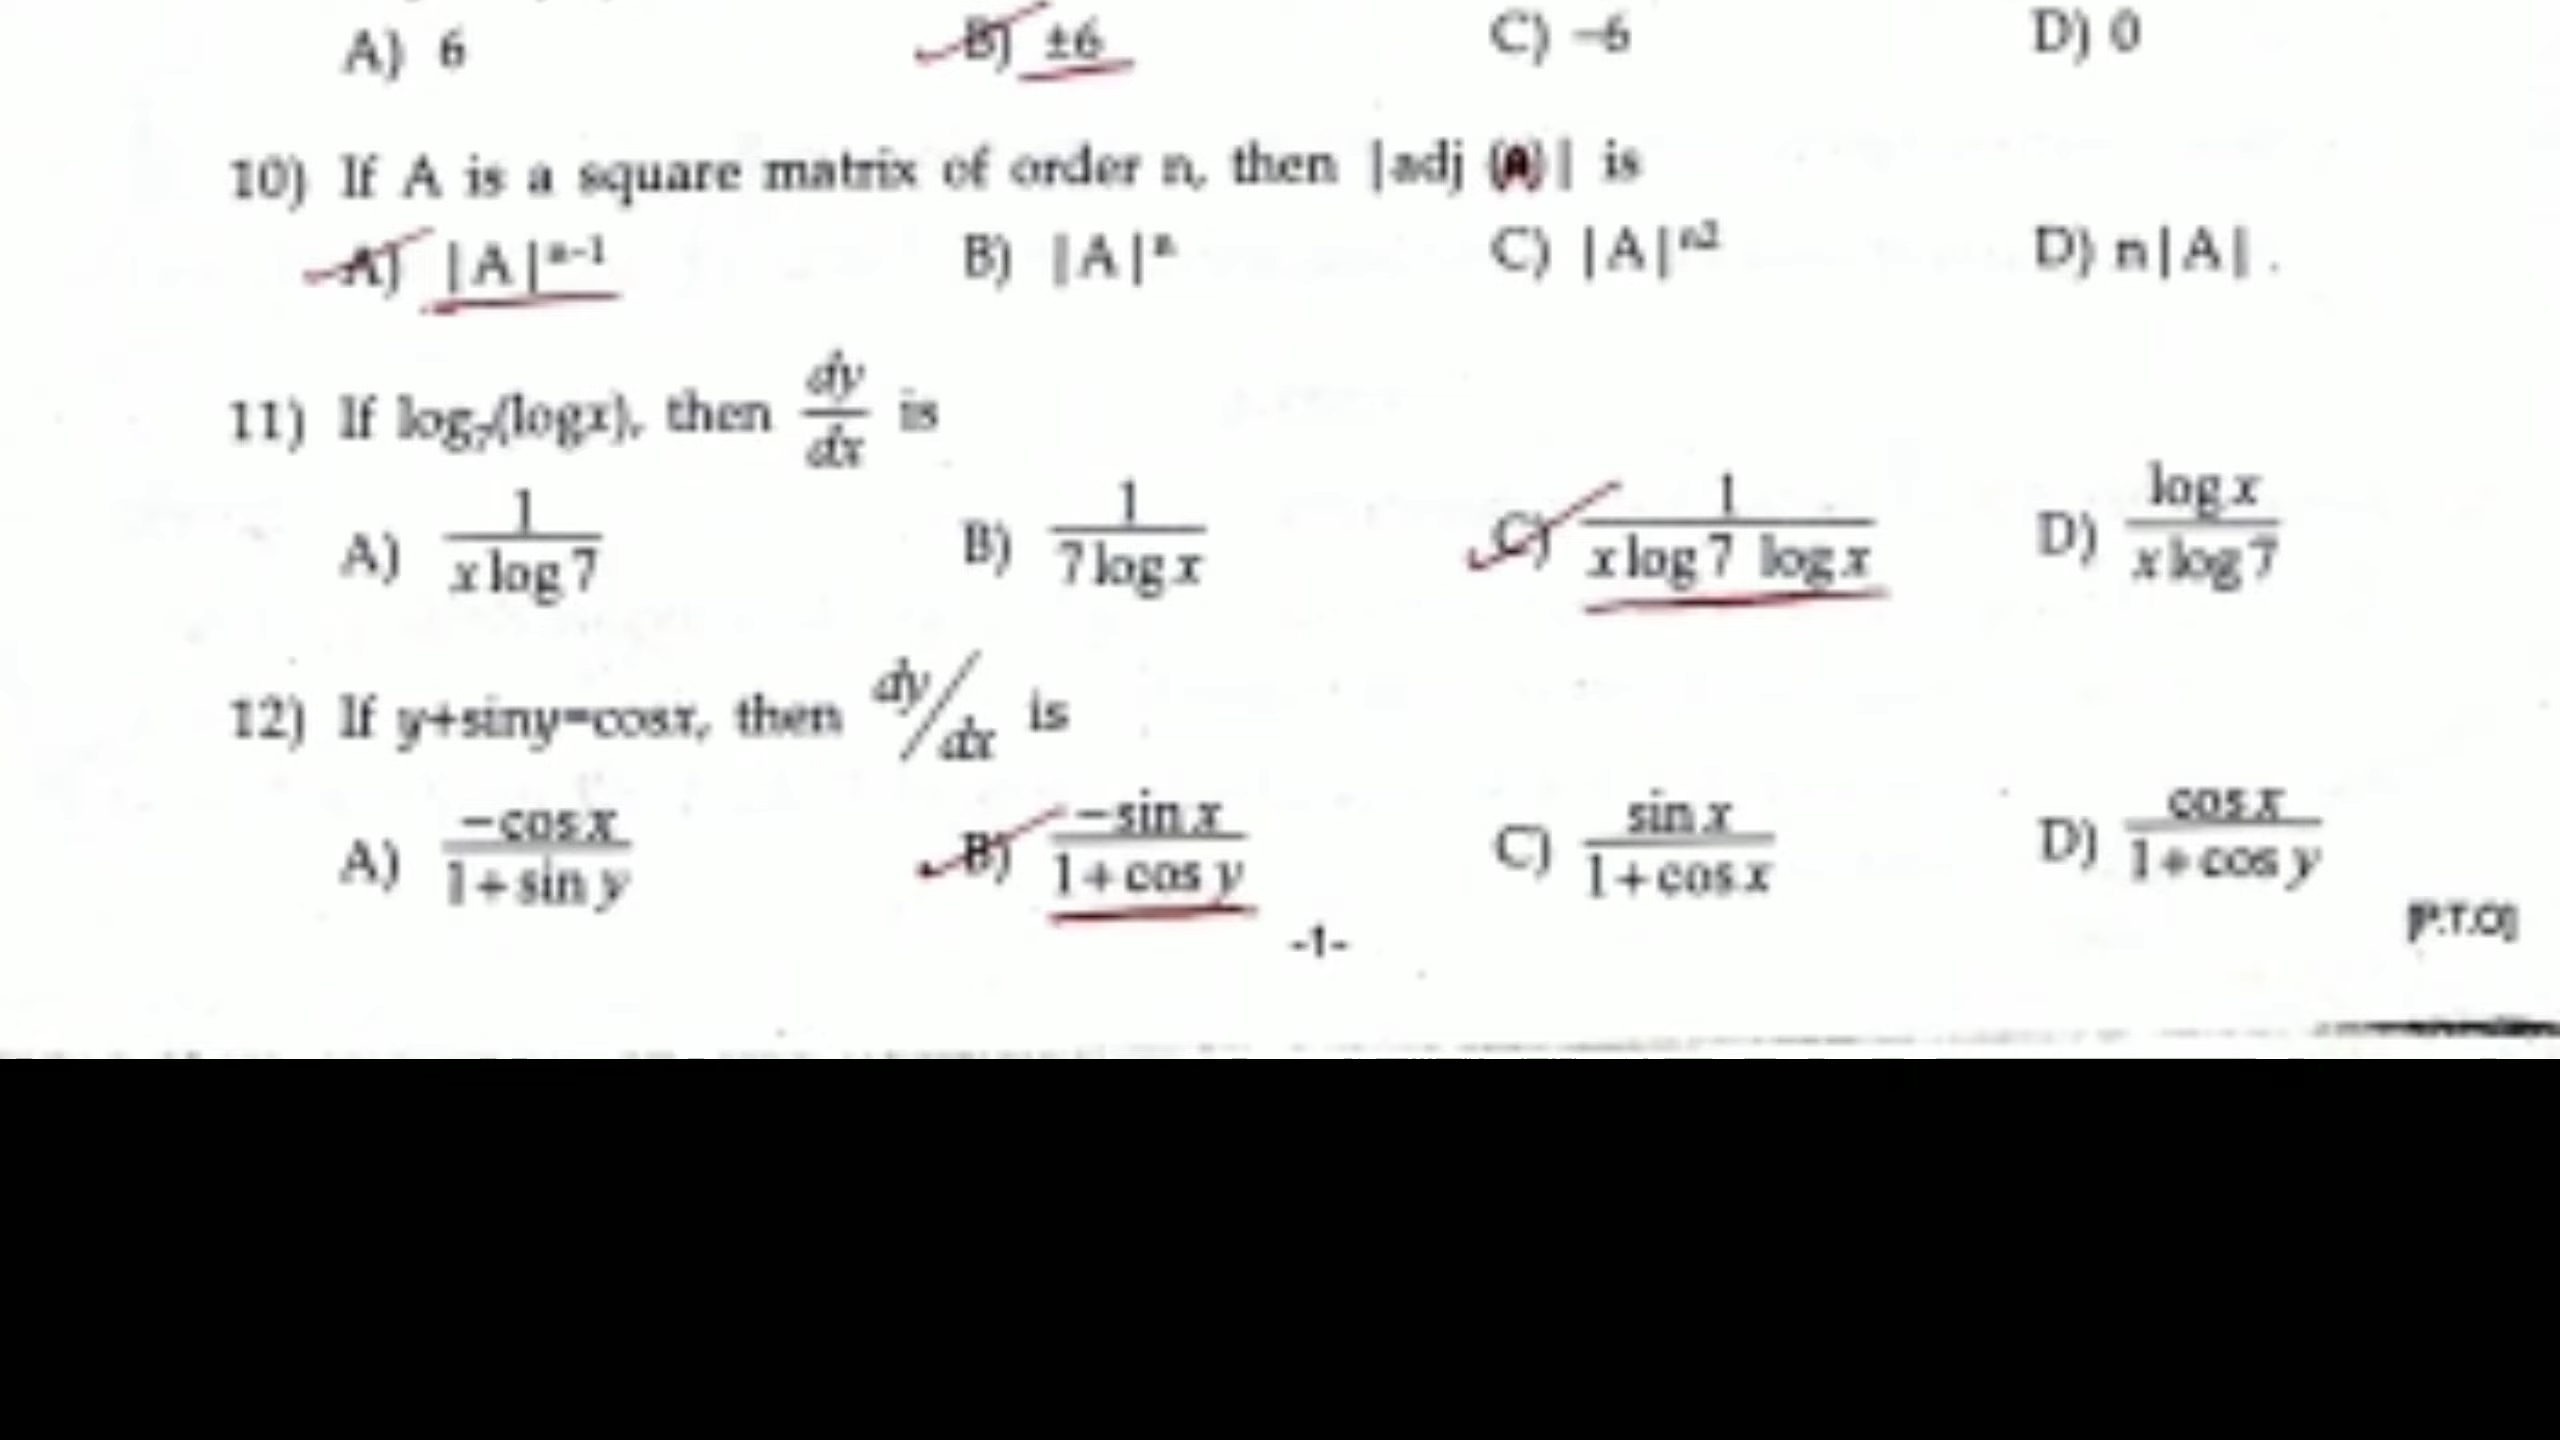 A) 6 B) ±6 C) –6 D) 0
10) If A is a square matrix of order n, then |adj (A)| is
A) |A|ⁿ⁻¹ B) |A|ⁿ C) |A|ⁿ² D) n|A|.
11) If log₇(logx), then dy/dx is
A) 1/(x log 7) B) 1/(7 log x) C) 1/(x log 7 log x) D) log x/(x log 7)
12) If y+siny=cosx, then dy/dx is
A) –cos x/(1+sin y) B) –sin x/(1+cos y) C) sin x/(1+cos x) D) cos x/(1+cos y)
-1-
[P.T.O]